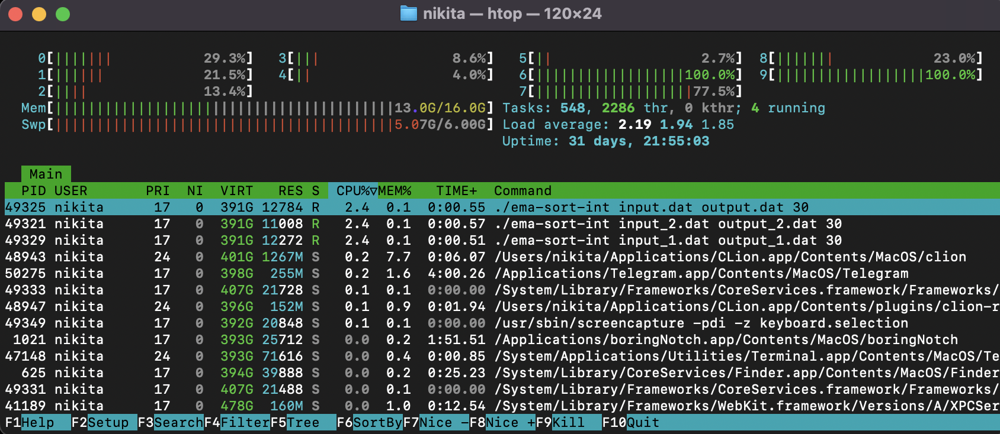 nikita — htop — 120×24
0[||||||| 29.3%] 3[||| 8.6%] 5[|| 2.7%] 8[||||||| 23.0%]
1[|||||| 21.5%] 4[|| 4.0%] 6[||||||||||||||||||100.0%] 9[||||||||||||||||||100.0%]
2[|||| 13.4%] 7[|||||||||||||||||||77.5%]
Mem[|||||||||||||||||||||||||||||||||||||||||13.0G/16.0G] Tasks: 548, 2286 thr, 0 kthr; 4 running
Swp[|||||||||||||||||||||||||||||||||||||||||5.07G/6.00G] Load average: 2.19 1.94 1.85
Uptime: 31 days, 21:55:03
Main
PID USER PRI NI VIRT RES S CPU%▽MEM% TIME+ Command
49325 nikita 17 0 391G 12784 R 2.4 0.1 0:00.55 ./ema-sort-int input.dat output.dat 30
49321 nikita 17 0 391G 11008 R 2.4 0.1 0:00.57 ./ema-sort-int input_2.dat output_2.dat 30
49329 nikita 17 0 391G 12272 R 2.4 0.1 0:00.51 ./ema-sort-int input_1.dat output_1.dat 30
48943 nikita 24 0 401G 1267M S 0.2 7.7 0:06.07 /Users/nikita/Applications/CLion.app/Contents/MacOS/clion
50275 nikita 17 0 398G 255M S 0.2 1.6 4:00.26 /Applications/Telegram.app/Contents/MacOS/Telegram
49333 nikita 17 0 407G 21728 S 0.1 0.1 0:00.00 /System/Library/Frameworks/CoreServices.framework/Frameworks/
48947 nikita 24 0 396G 152M S 0.1 0.9 0:01.94 /Users/nikita/Applications/CLion.app/Contents/plugins/clion-r
49349 nikita 17 0 392G 20848 S 0.1 0.1 0:00.00 /usr/sbin/screencapture -pdi -z keyboard.selection
1021 nikita 17 0 393G 25712 S 0.0 0.2 1:51.51 /Applications/boringNotch.app/Contents/MacOS/boringNotch
47148 nikita 24 0 393G 71616 S 0.0 0.4 0:00.85 /System/Applications/Utilities/Terminal.app/Contents/MacOS/Te
625 nikita 17 0 394G 39888 S 0.0 0.2 0:25.23 /System/Library/CoreServices/Finder.app/Contents/MacOS/Finder
49331 nikita 17 0 407G 21488 S 0.0 0.1 0:00.00 /System/Library/Frameworks/CoreServices.framework/Frameworks/
41189 nikita 17 0 478G 160M S 0.0 1.0 0:12.54 /System/Library/Frameworks/WebKit.framework/Versions/A/XPCSer
F1Help F2Setup F3SearchF4FilterF5Tree F6SortByF7Nice -F8Nice +F9Kill F10Quit